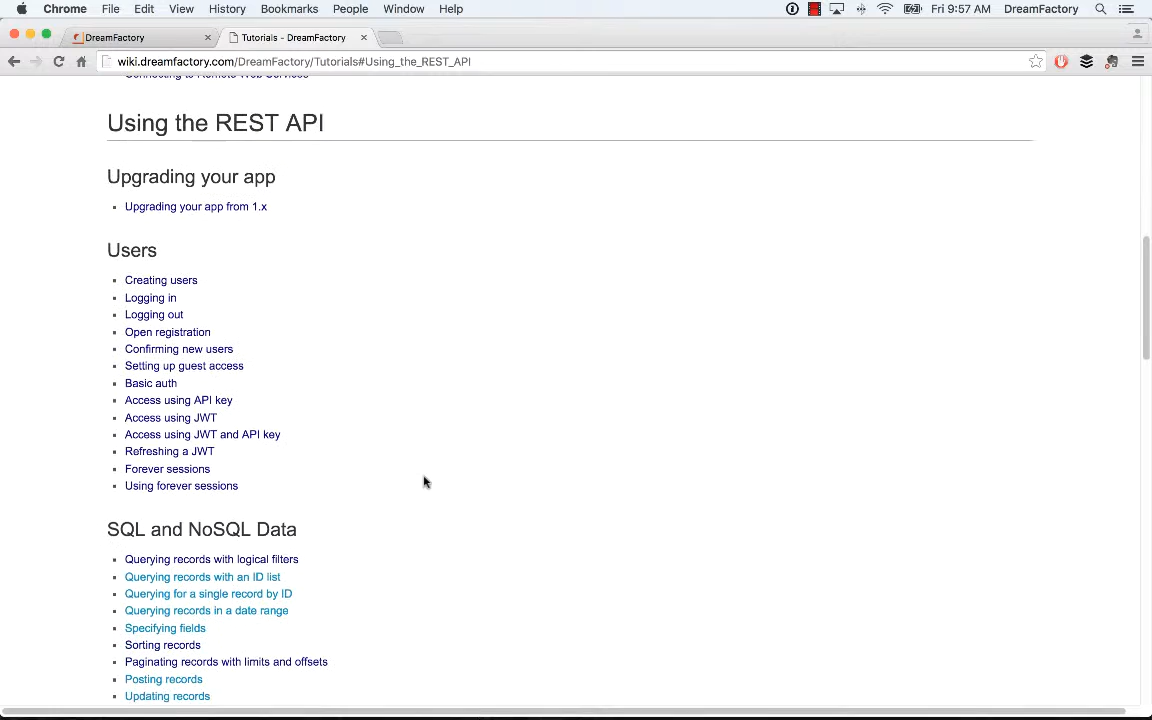 Chrome File Edit View History Bookmarks People Window Help Fri 9:57 AM DreamFactory
DreamFactory
Tutorials - DreamFactory
wiki.dreamfactory.com/DreamFactory/Tutorials#Using_the_REST_API
Connecting to Remote Web Services
Using the REST API
Upgrading your app
Upgrading your app from 1.x
Users
Creating users
Logging in
Logging out
Open registration
Confirming new users
Setting up guest access
Basic auth
Access using API key
Access using JWT
Access using JWT and API key
Refreshing a JWT
Forever sessions
Using forever sessions
SQL and NoSQL Data
Querying records with logical filters
Querying records with an ID list
Querying for a single record by ID
Querying records in a date range
Specifying fields
Sorting records
Paginating records with limits and offsets
Posting records
Updating records